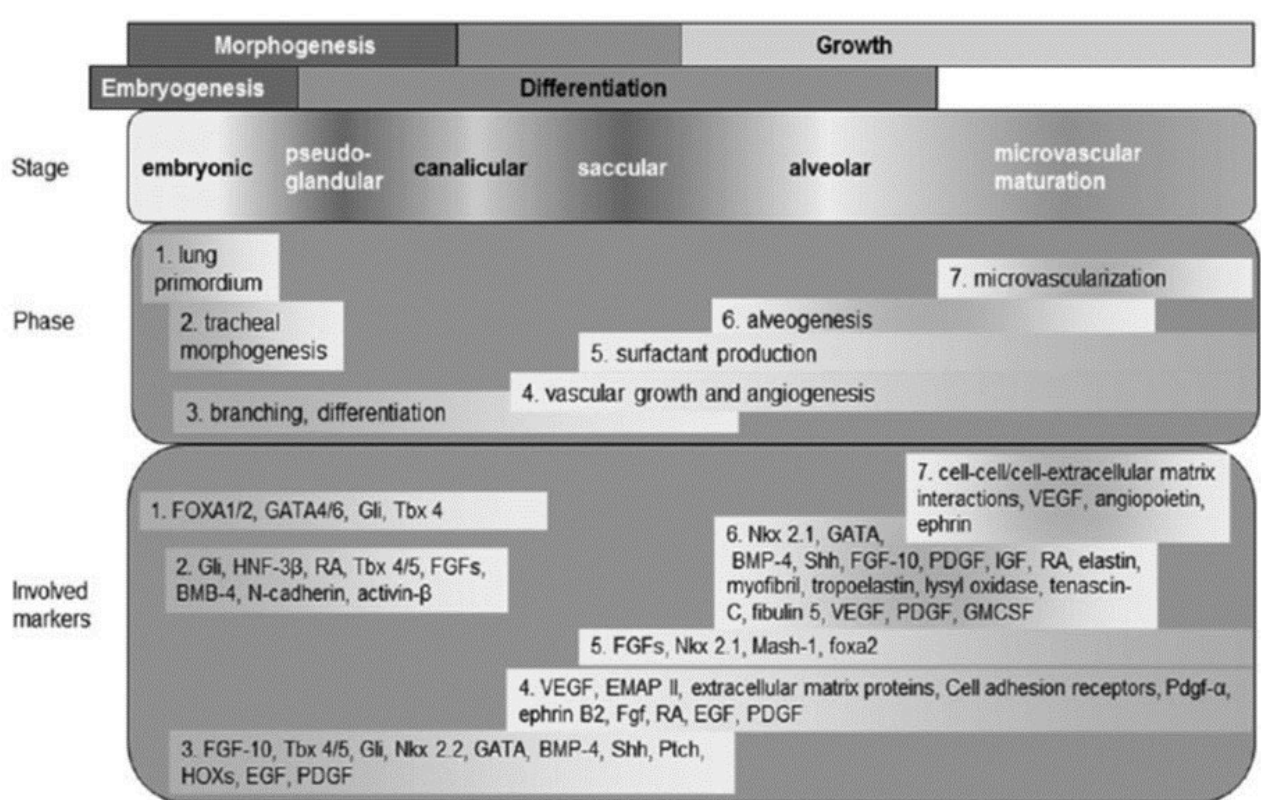 Morphogenesis
Growth
Embryogenesis
Differentiation
Stage
embryonic
pseudo-
glandular
canalicular
saccular
alveolar
microvascular
maturation
Phase
1. lung
primordium
2. tracheal
morphogenesis
3. branching, differentiation
4. vascular growth and angiogenesis
5. surfactant production
6. alveogenesis
7. microvascularization
Involved
markers
1. FOXA1/2, GATA4/6, Gli, Tbx 4
2. Gli, HNF-3β, RA, Tbx 4/5, FGFs,
BMB-4, N-cadherin, activin-β
3. FGF-10, Tbx 4/5, Gli, Nkx 2.2, GATA, BMP-4, Shh, Ptch,
HOXs, EGF, PDGF
4. VEGF, EMAP II, extracellular matrix proteins, Cell adhesion receptors, Pdgf-α,
ephrin B2, Fgf, RA, EGF, PDGF
5. FGFs, Nkx 2.1, Mash-1, foxa2
6. Nkx 2.1, GATA,
BMP-4, Shh, FGF-10, PDGF, IGF, RA, elastin,
myofibril, tropoelastin, lysyl oxidase, tenascin-
C, fibulin 5, VEGF, PDGF, GMCSF
7. cell-cell/cell-extracellular matrix
interactions, VEGF, angiopoietin,
ephrin